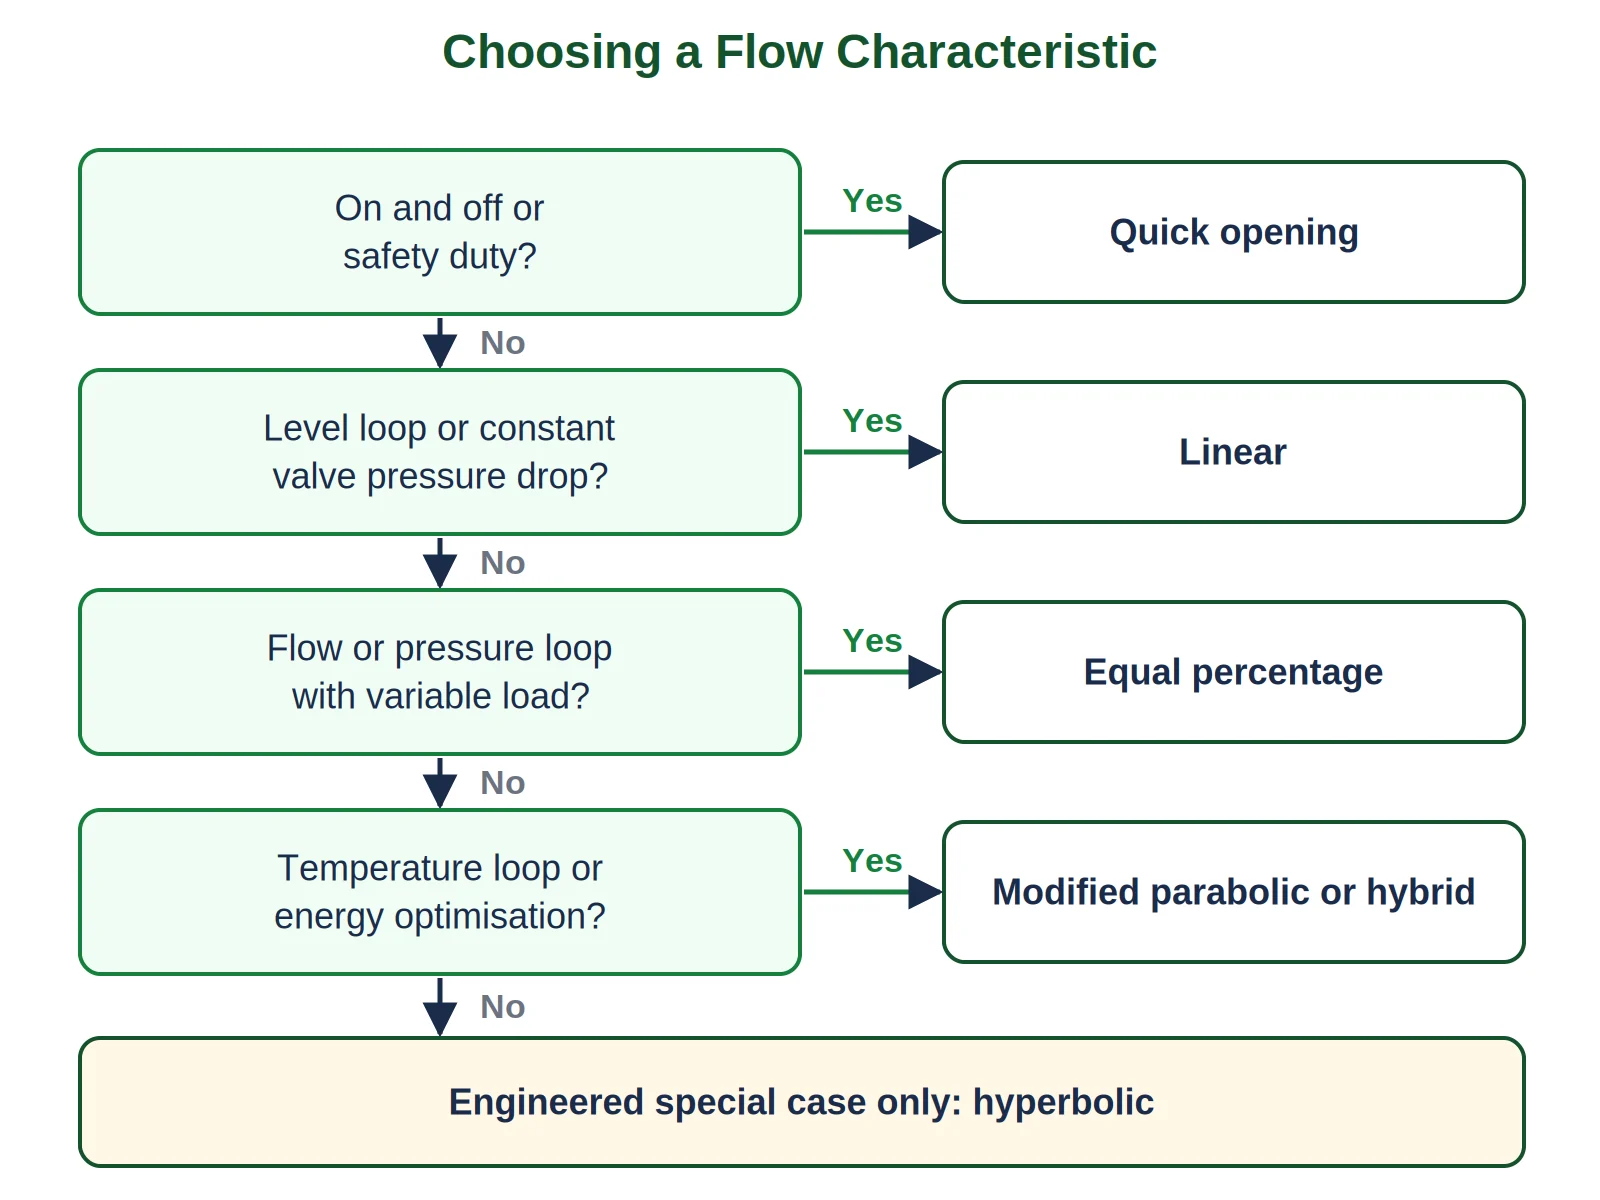 Choosing a Flow Characteristic
On and off or
safety duty?
Yes
Quick opening
No
Level loop or constant
valve pressure drop?
Yes
Linear
No
Flow or pressure loop
with variable load?
Yes
Equal percentage
No
Temperature loop or
energy optimisation?
Yes
Modified parabolic or hybrid
No
Engineered special case only: hyperbolic